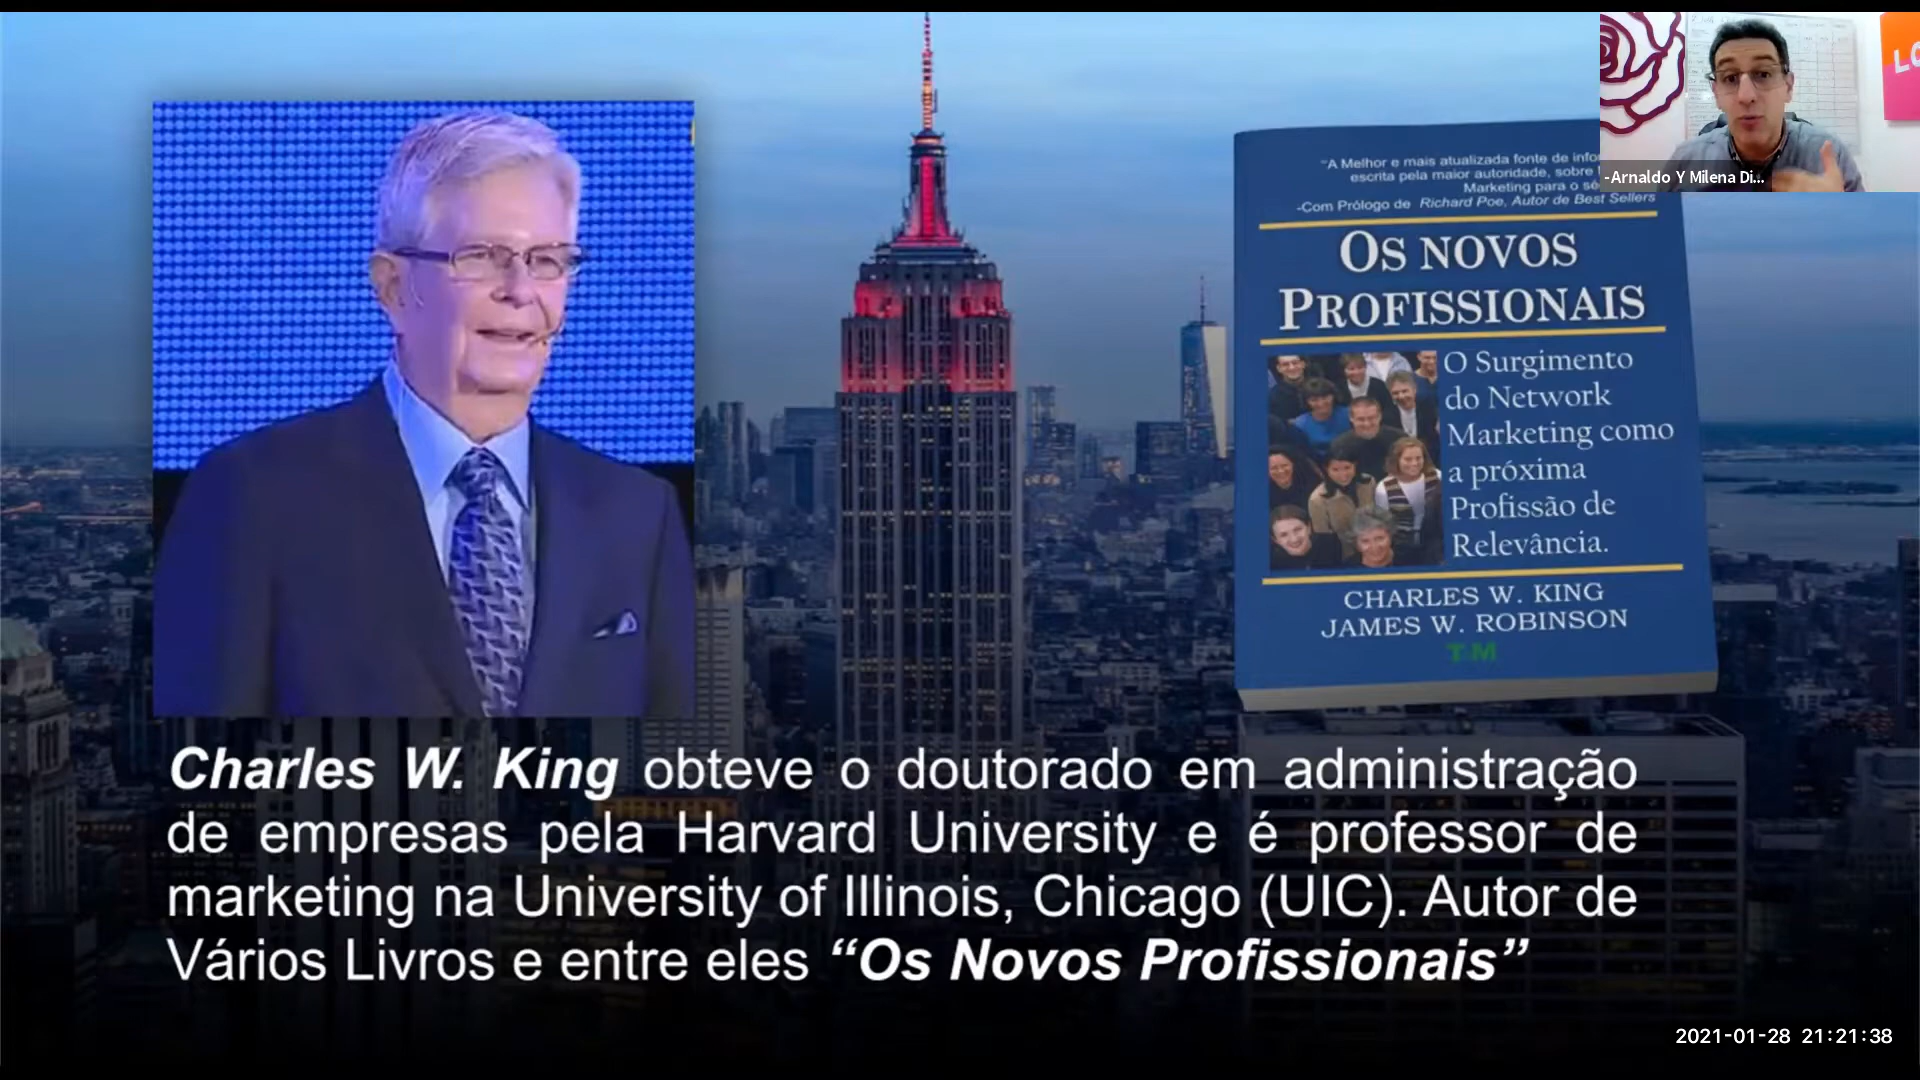 LO
-Arnaldo Y Milena Di...
"A Melhor e mais atualizada fonte de infor
escrita pela maior autoridade, sobre
Marketing para o sé
-Com Prólogo de Richard Poe, Autor de Best Sellers
OS NOVOS
PROFISSIONAIS
O Surgimento
do Network
Marketing como
a próxima
Profissão de
Relevância.
CHARLES W. KING
JAMES W. ROBINSON
TM
Charles W. King obteve o doutorado em administração
de empresas pela Harvard University e é professor de
marketing na University of Illinois, Chicago (UIC). Autor de
Vários Livros e entre eles “Os Novos Profissionais”
2021-01-28 21:21:38